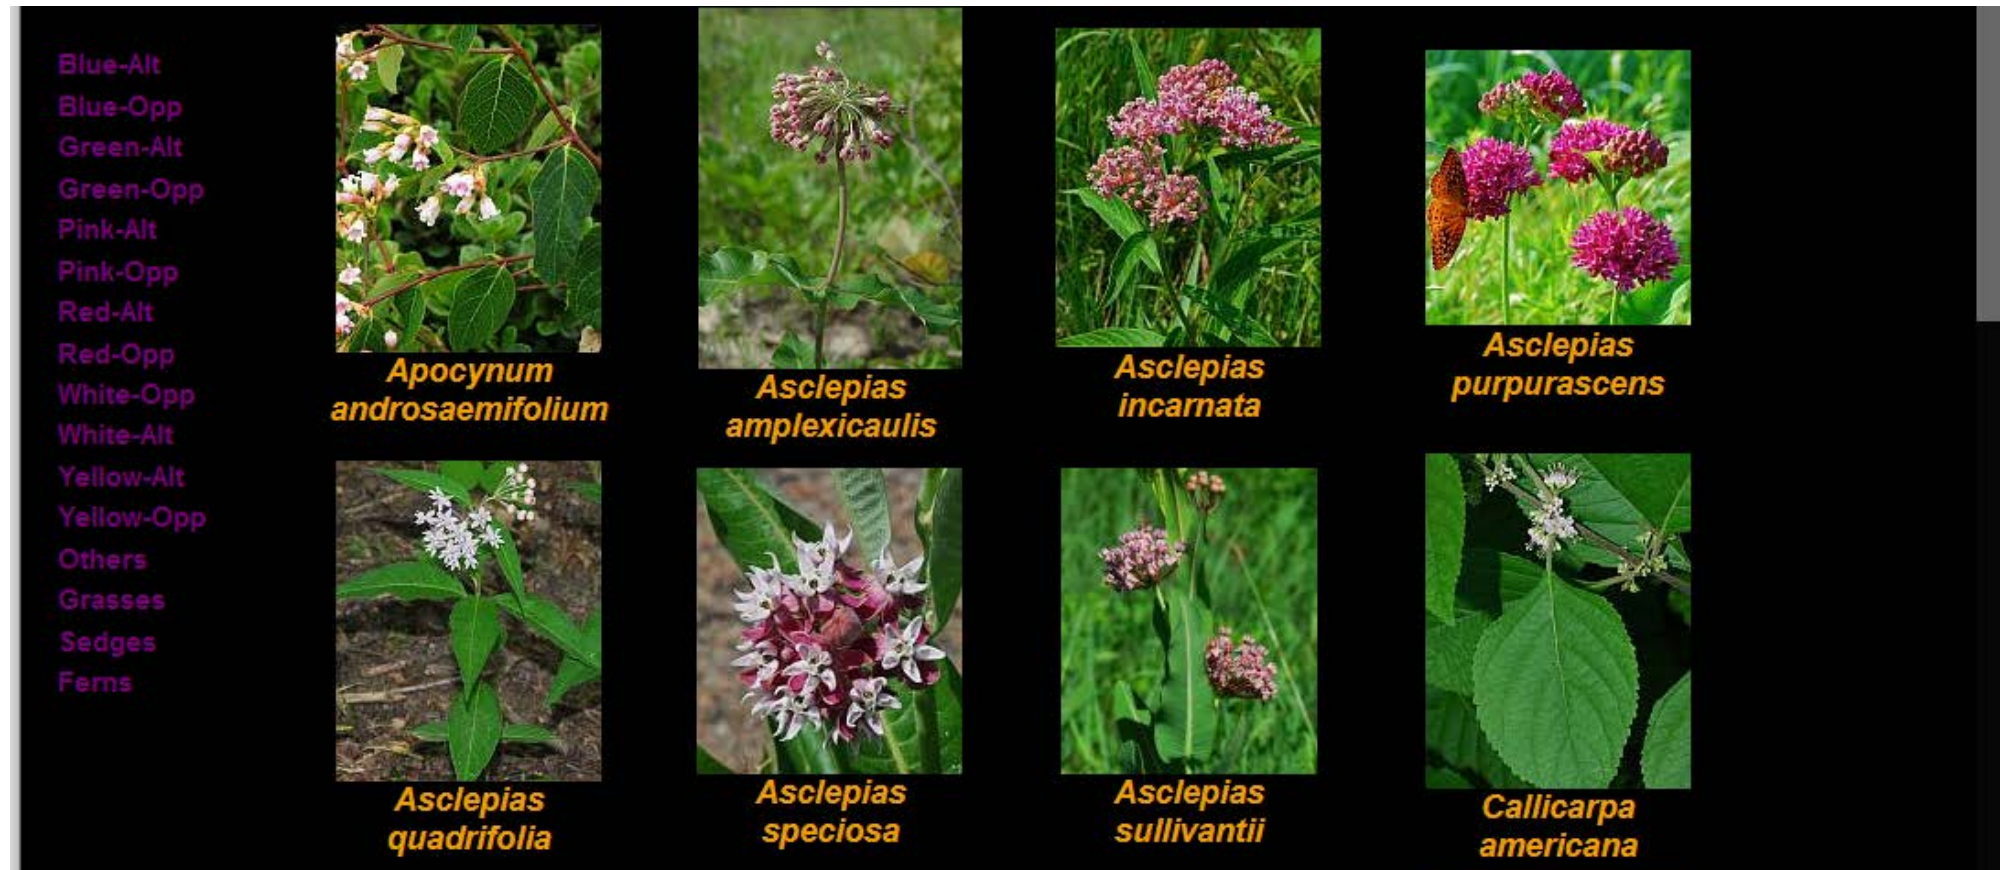 Blue-Alt
Blue-Opp
Green-Alt
Green-Opp
Pink-Alt
Pink-Opp
Red-Alt
Red-Opp
White-Opp
White-Alt
Yellow-Alt
Yellow-Opp
Others
Grasses
Sedges
Ferns
Apocynum
androsaemifolium
Asclepias
amplexicaulis
Asclepias
incarnata
Asclepias
purpurascens
Asclepias
quadrifolia
Asclepias
speciosa
Asclepias
sullivantii
Callicarpa
americana